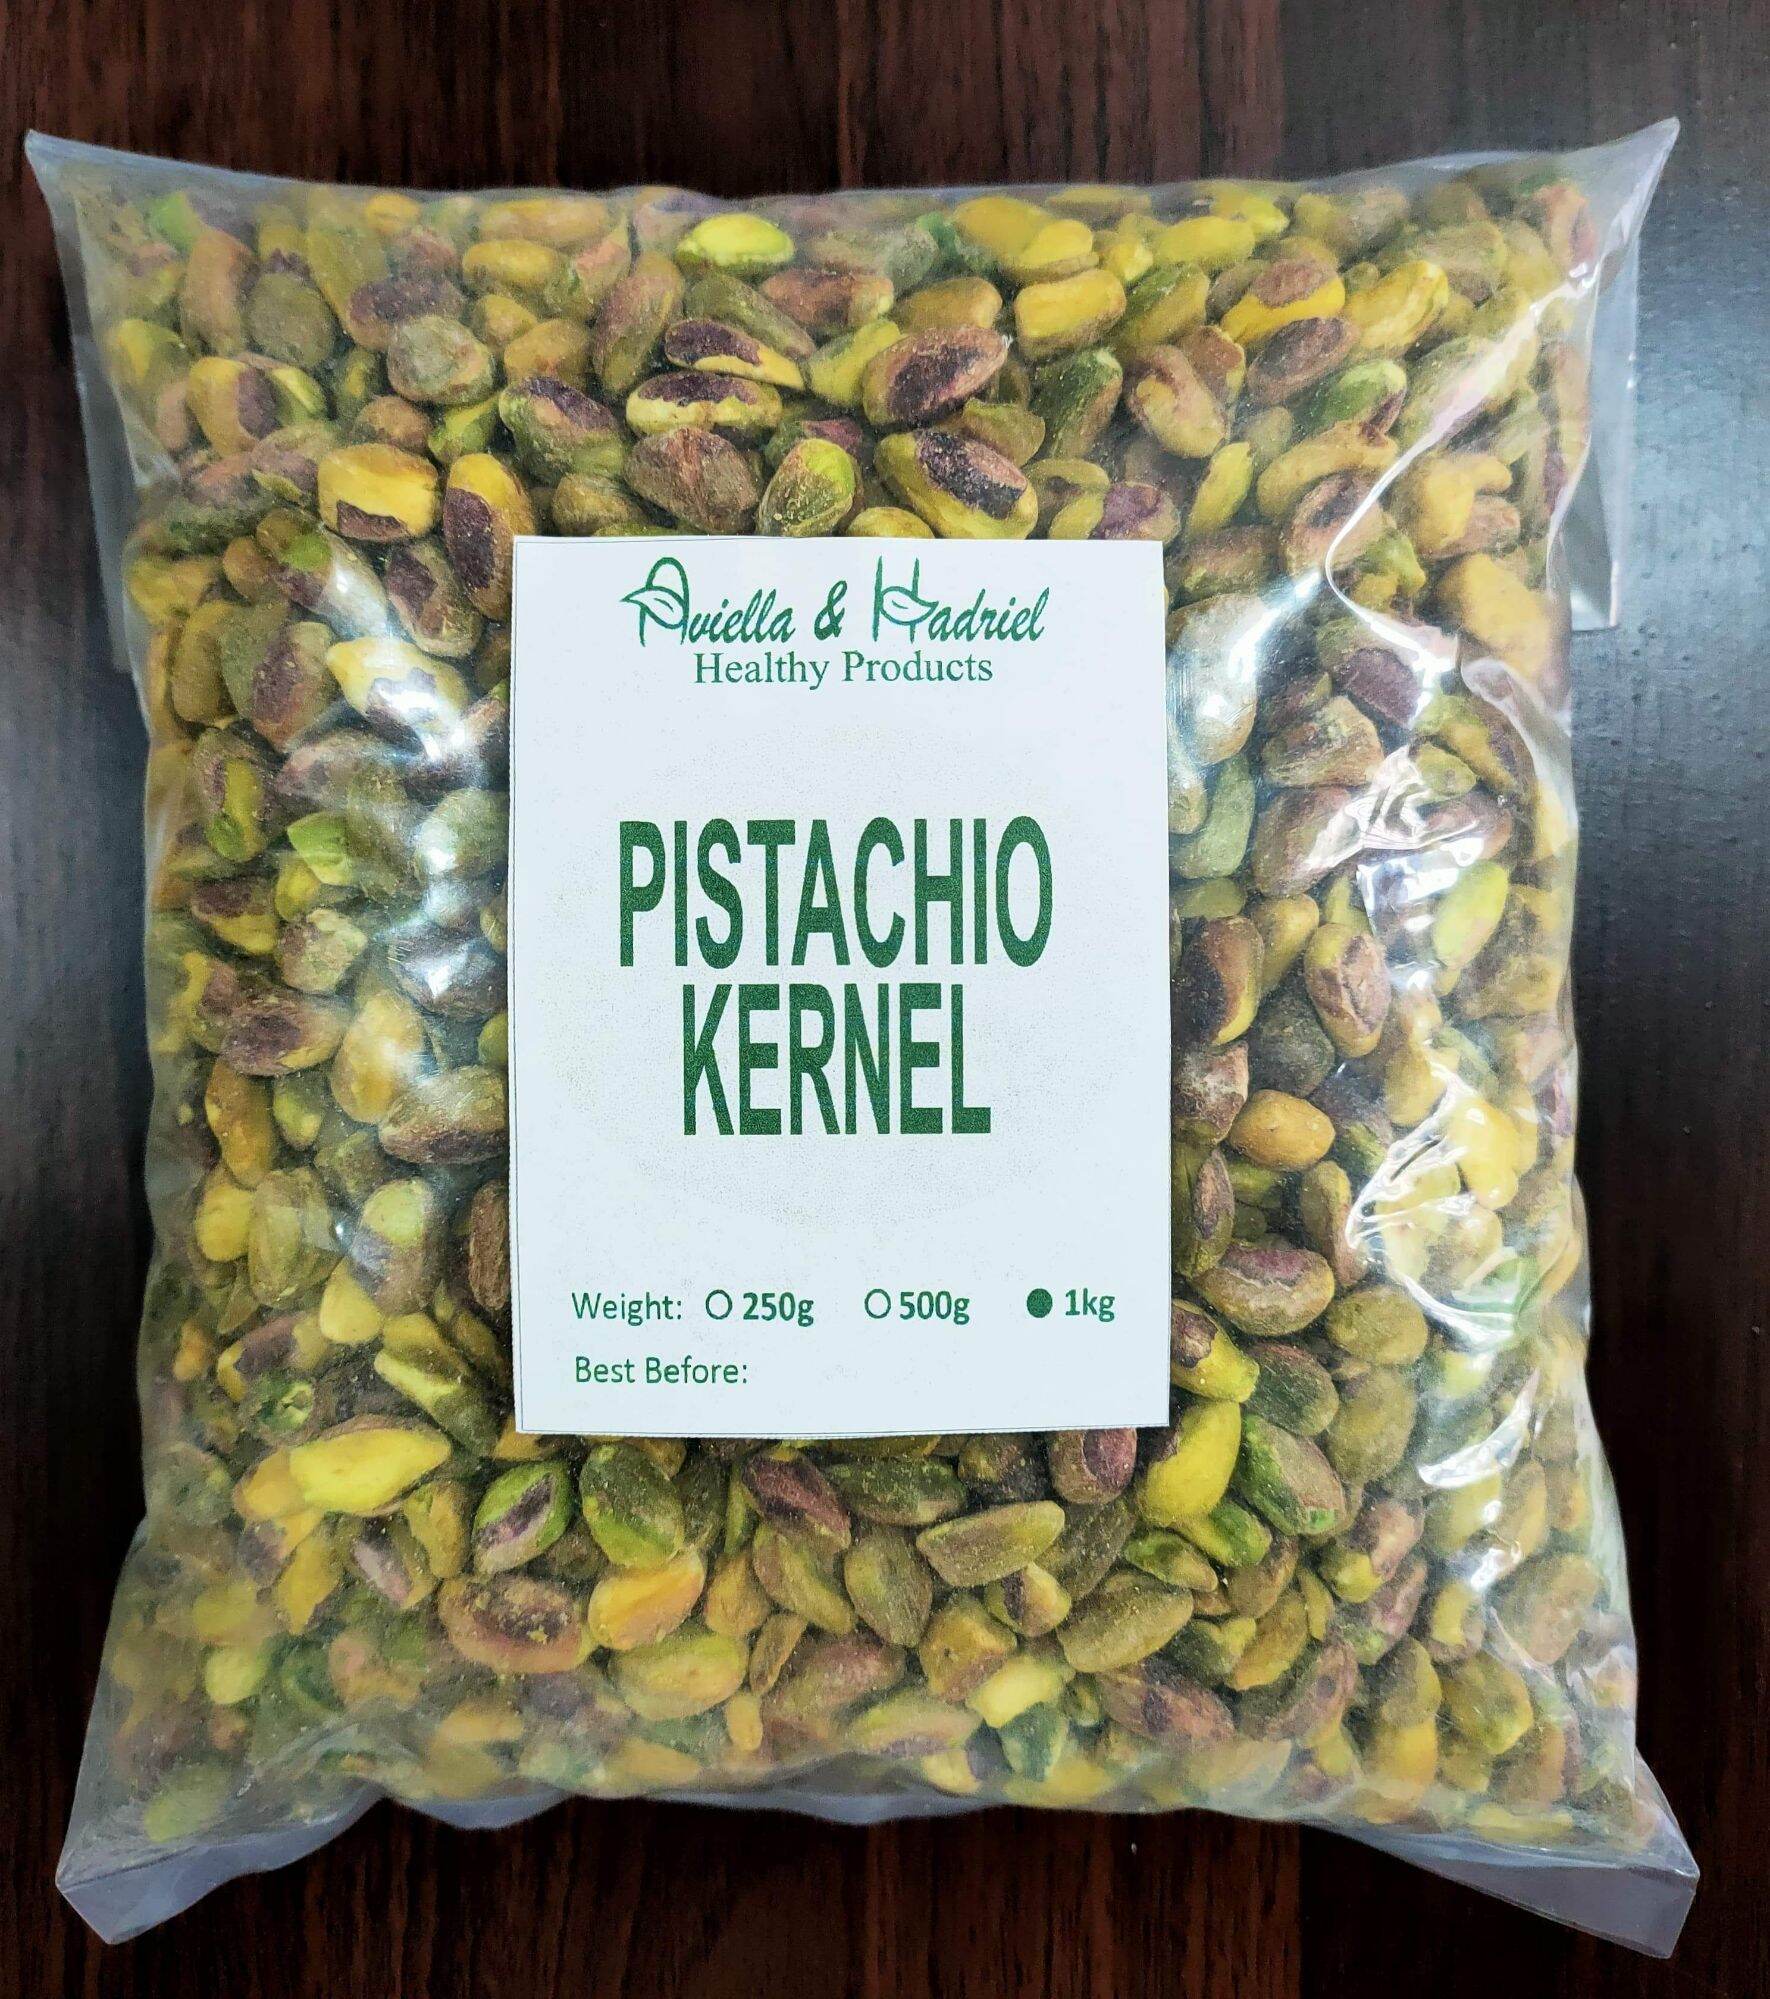 Aviella & Hadriel
Healthy Products
PISTACHIO
KERNEL
Weight: 250g 500g 1kg
Best Before: